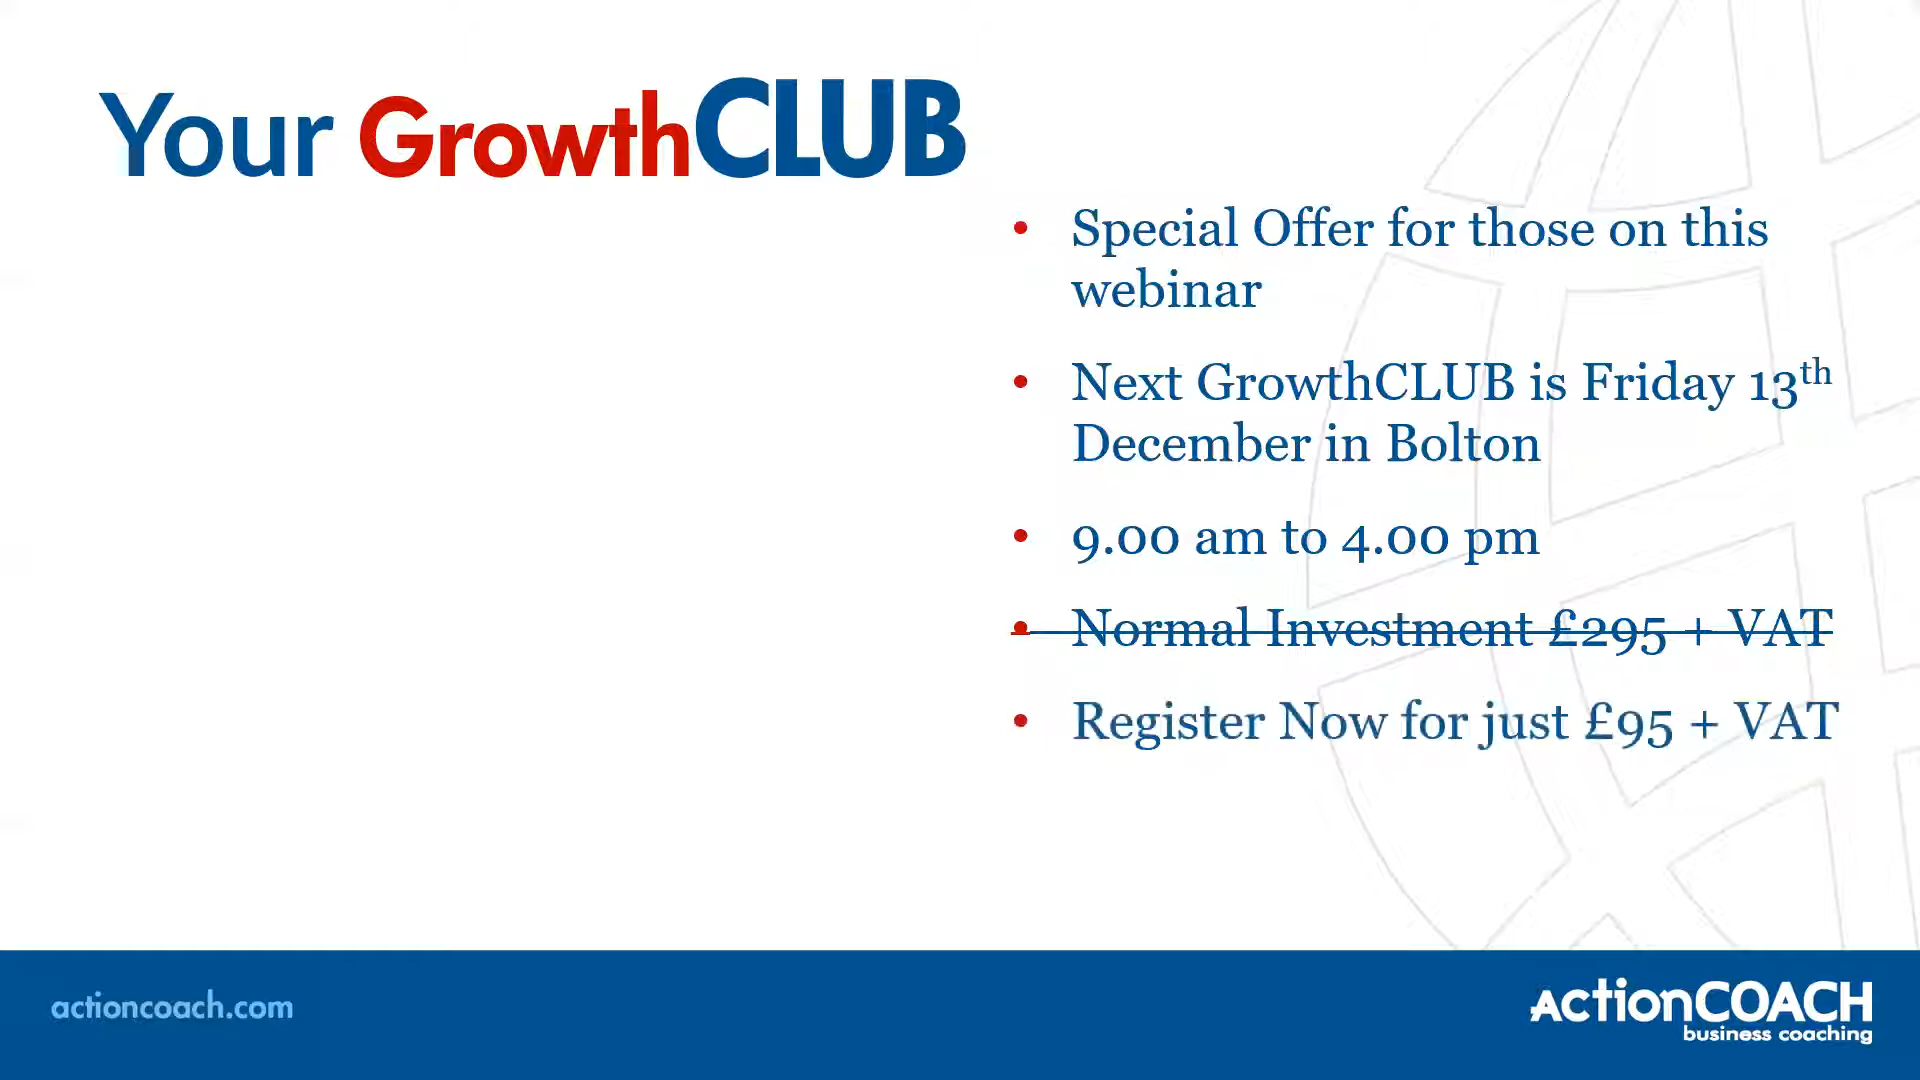 Your GrowthCLUB
• Special Offer for those on this
webinar
• Next GrowthCLUB is Friday 13th
December in Bolton
• 9.00 am to 4.00 pm
• Normal Investment £295 + VAT
• Register Now for just £95 + VAT
actioncoach.com
ActionCOACH
business coaching